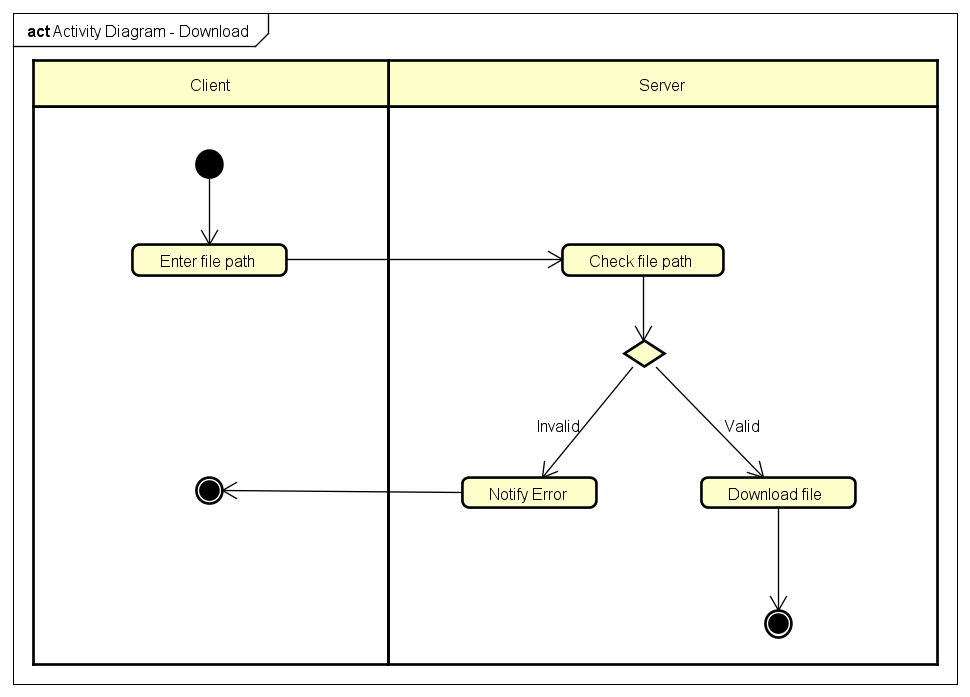 act Activity Diagram - Download
Client
Server
Enter file path
Check file path
Invalid
Valid
Notify Error
Download file